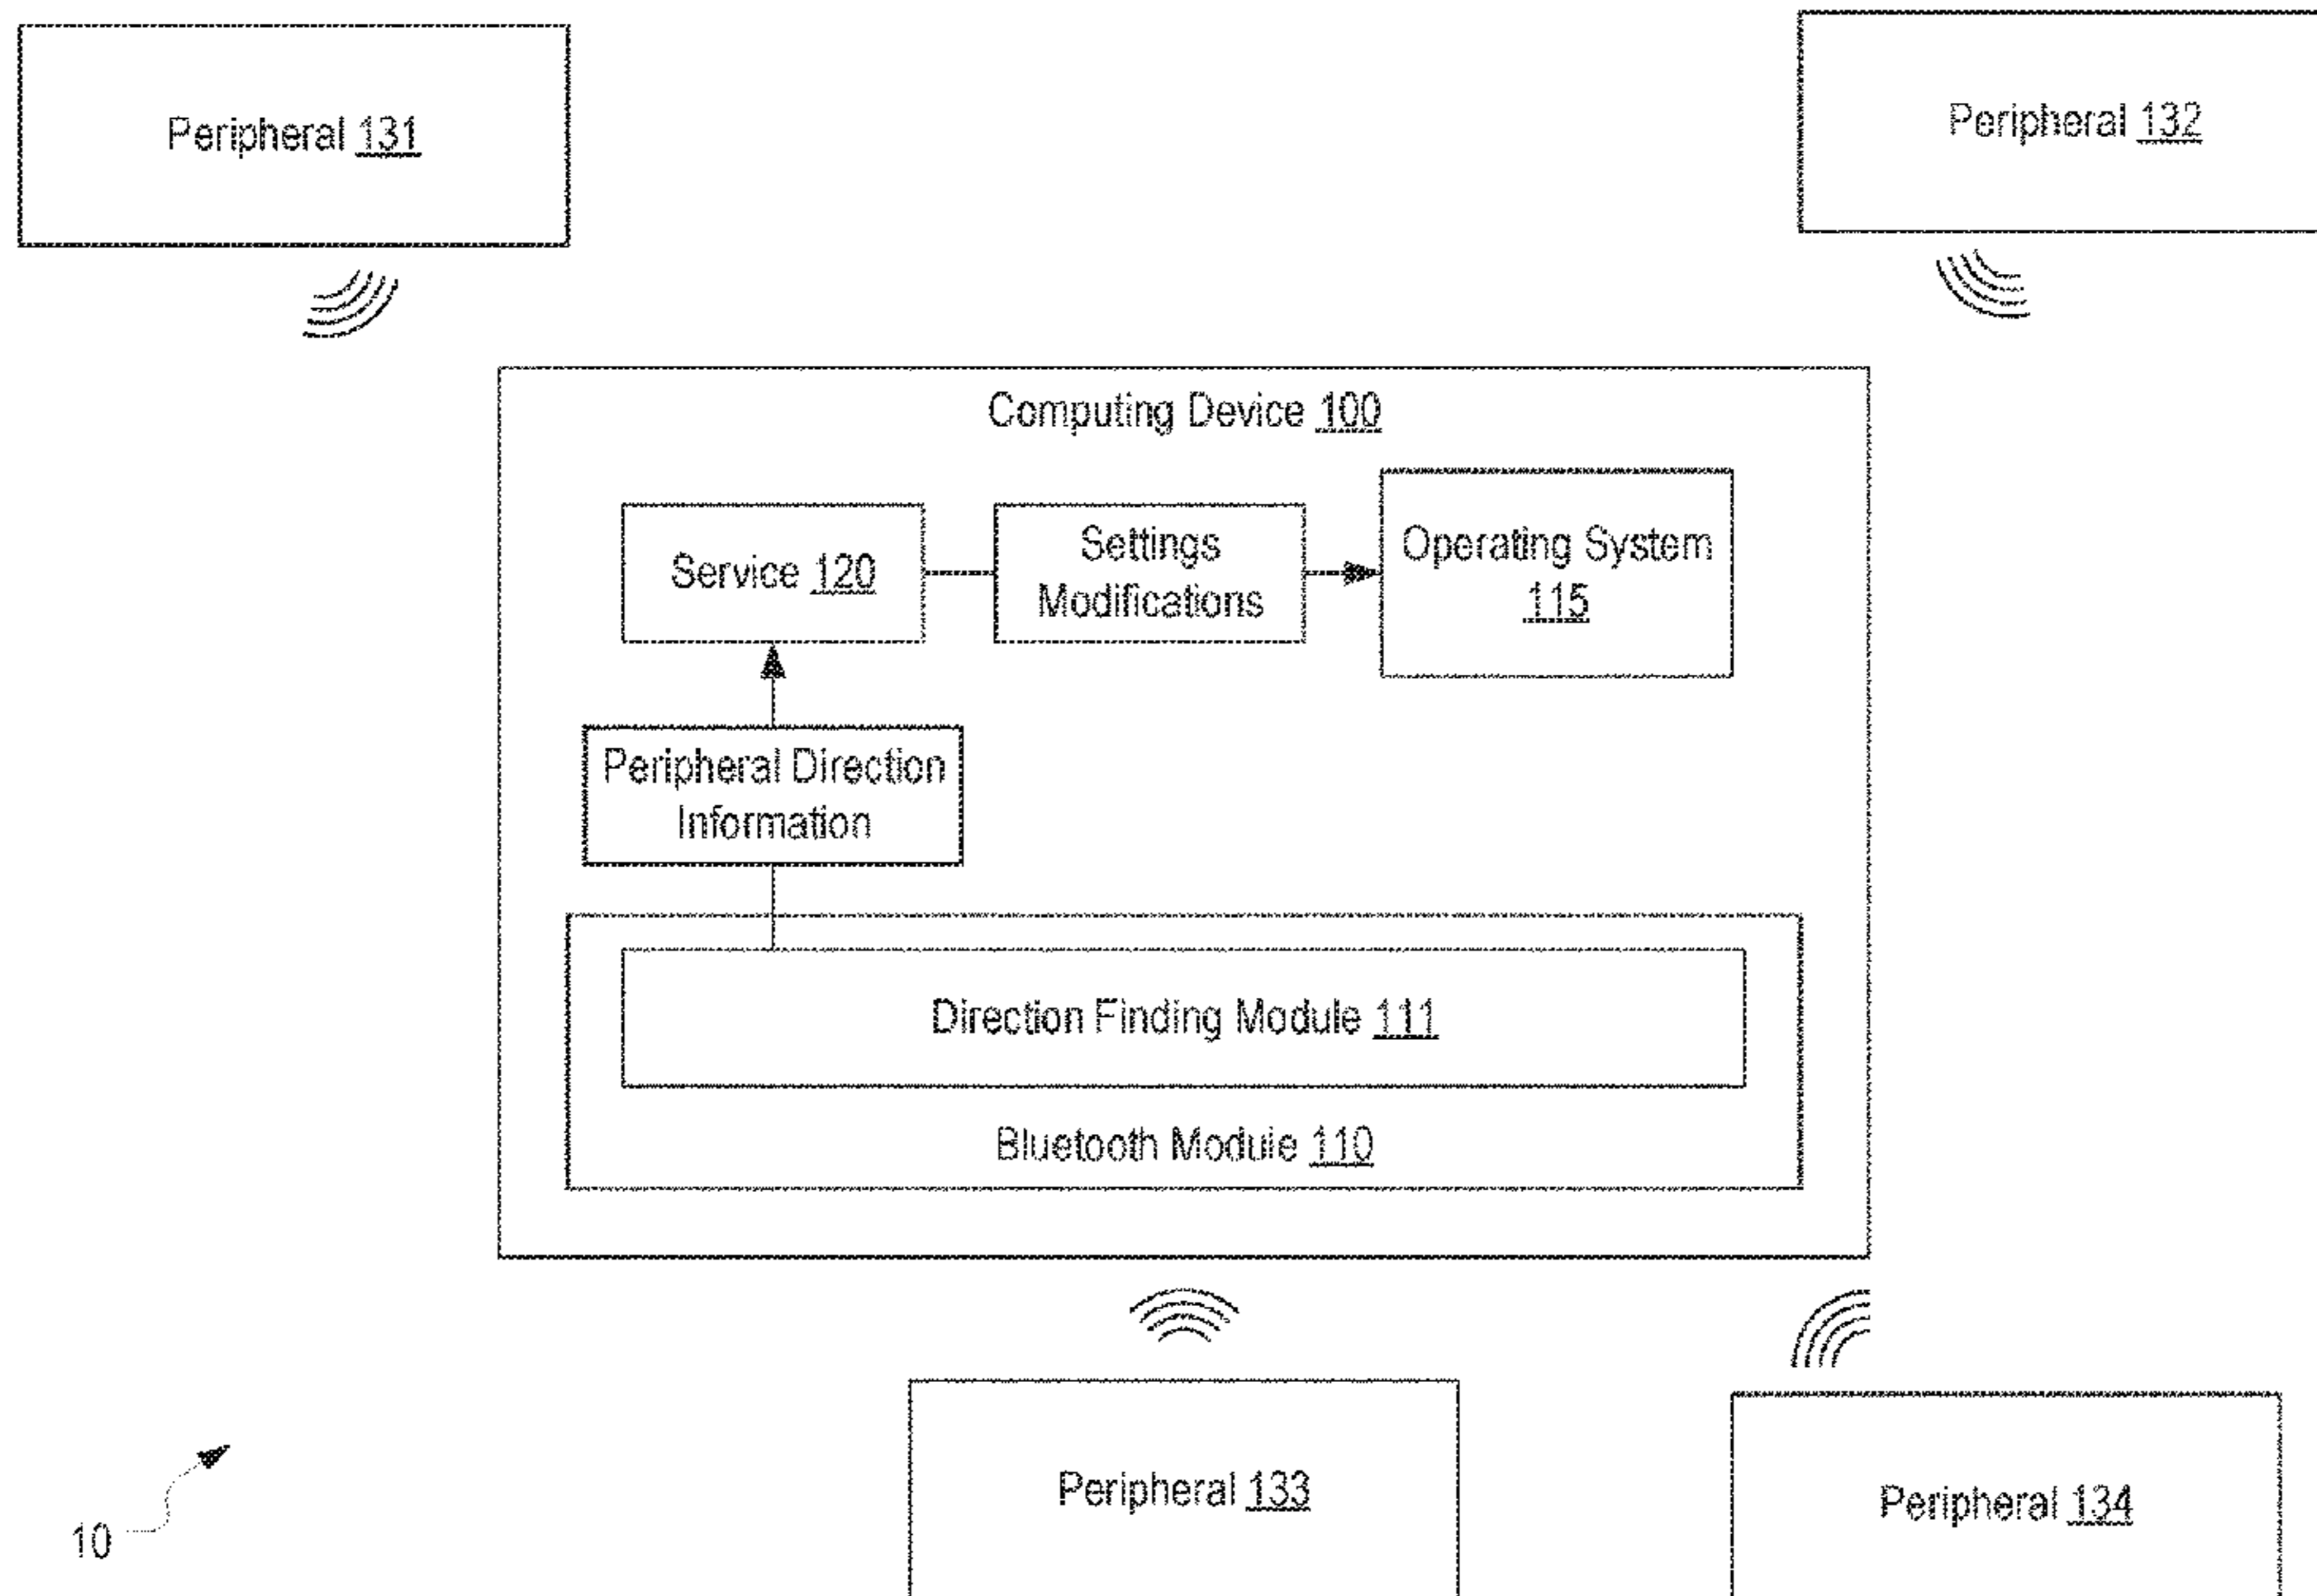 Peripheral 131
Peripheral 132
Computing Device 100
Service 120
Settings
Modifications
Operating System
115
Peripheral Direction
Information
Direction Finding Module 111
Bluetooth Module 110
Peripheral 133
Peripheral 134
10